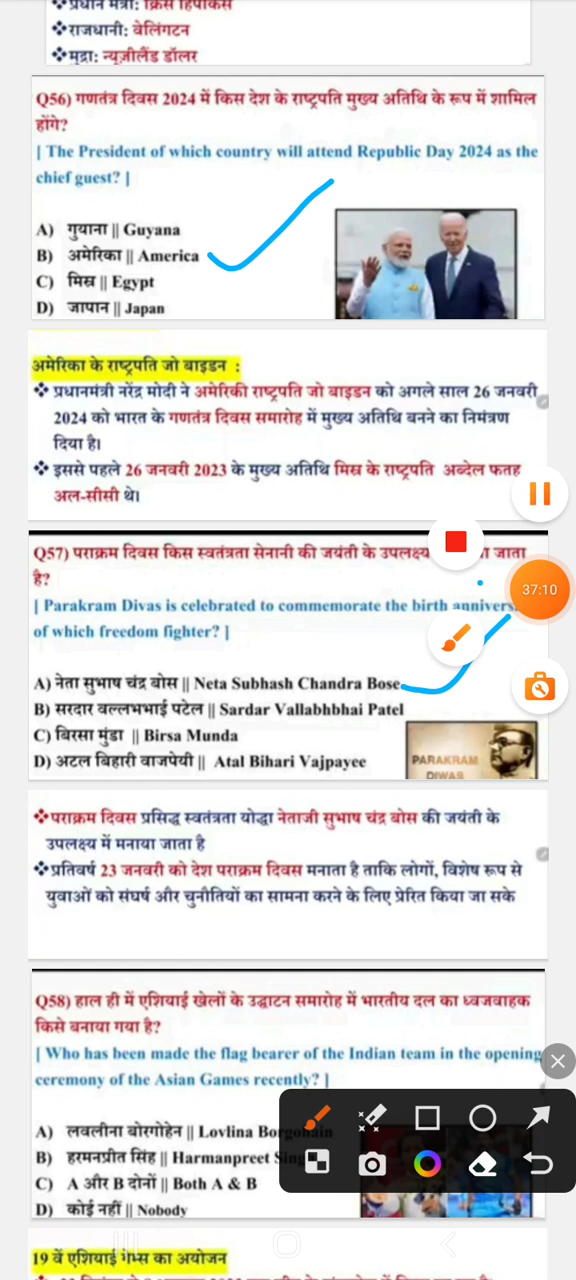 ❖प्रधान मंत्री: क्रिस हिपकिंस
❖राजधानी: वेलिंगटन
❖मुद्रा: न्यूज़ीलैंड डॉलर
Q56) गणतंत्र दिवस 2024 में किस देश के राष्ट्रपति मुख्य अतिथि के रूप में शामिल
होंगे?
| The President of which country will attend Republic Day 2024 as the
chief guest? |
A) गुयाना || Guyana
B) अमेरिका || America
C) मिस्र || Egypt
D) जापान || Japan
अमेरिका के राष्ट्रपति जो बाइडन :
❖ प्रधानमंत्री नरेंद्र मोदी ने अमेरिकी राष्ट्रपति जो बाइडन को अगले साल 26 जनवरी
2024 को भारत के गणतंत्र दिवस समारोह में मुख्य अतिथि बनने का निमंत्रण
दिया है।
❖ इससे पहले 26 जनवरी 2023 के मुख्य अतिथि मिस्र के राष्ट्रपति अब्देल फतह
अल-सीसी थे।
Q57) पराक्रम दिवस किस स्वतंत्रता सेनानी की जयंती के उपलक्ष्य जाता
है?
| Parakram Divas is celebrated to commemorate the birth annivers
of which freedom fighter? |
37:10
A) नेता सुभाष चंद्र बोस || Neta Subhash Chandra Bose
B) सरदार वल्लभभाई पटेल || Sardar Vallabhbhai Patel
C) बिरसा मुंडा || Birsa Munda
D) अटल बिहारी वाजपेयी || Atal Bihari Vajpayee
PARAKRAM
DIWAS
❖पराक्रम दिवस प्रसिद्ध स्वतंत्रता योद्धा नेताजी सुभाष चंद्र बोस की जयंती के
उपलक्ष्य में मनाया जाता है
❖प्रतिवर्ष 23 जनवरी को देश पराक्रम दिवस मनाता है ताकि लोगों, विशेष रूप से
युवाओं को संघर्ष और चुनौतियों का सामना करने के लिए प्रेरित किया जा सके
Q58) हाल ही में एशियाई खेलों के उद्घाटन समारोह में भारतीय दल का ध्वजवाहक
किसे बनाया गया है?
| Who has been made the flag bearer of the Indian team in the opening
ceremony of the Asian Games recently? |
A) लवलीना बोरगोहेन || Lovlina Borgohain
B) हरमनप्रीत सिंह || Harmanpreet Singh
C) A और B दोनों || Both A & B
D) कोई नहीं || Nobody
19 वें एशियाई गेम्स का अयोजन